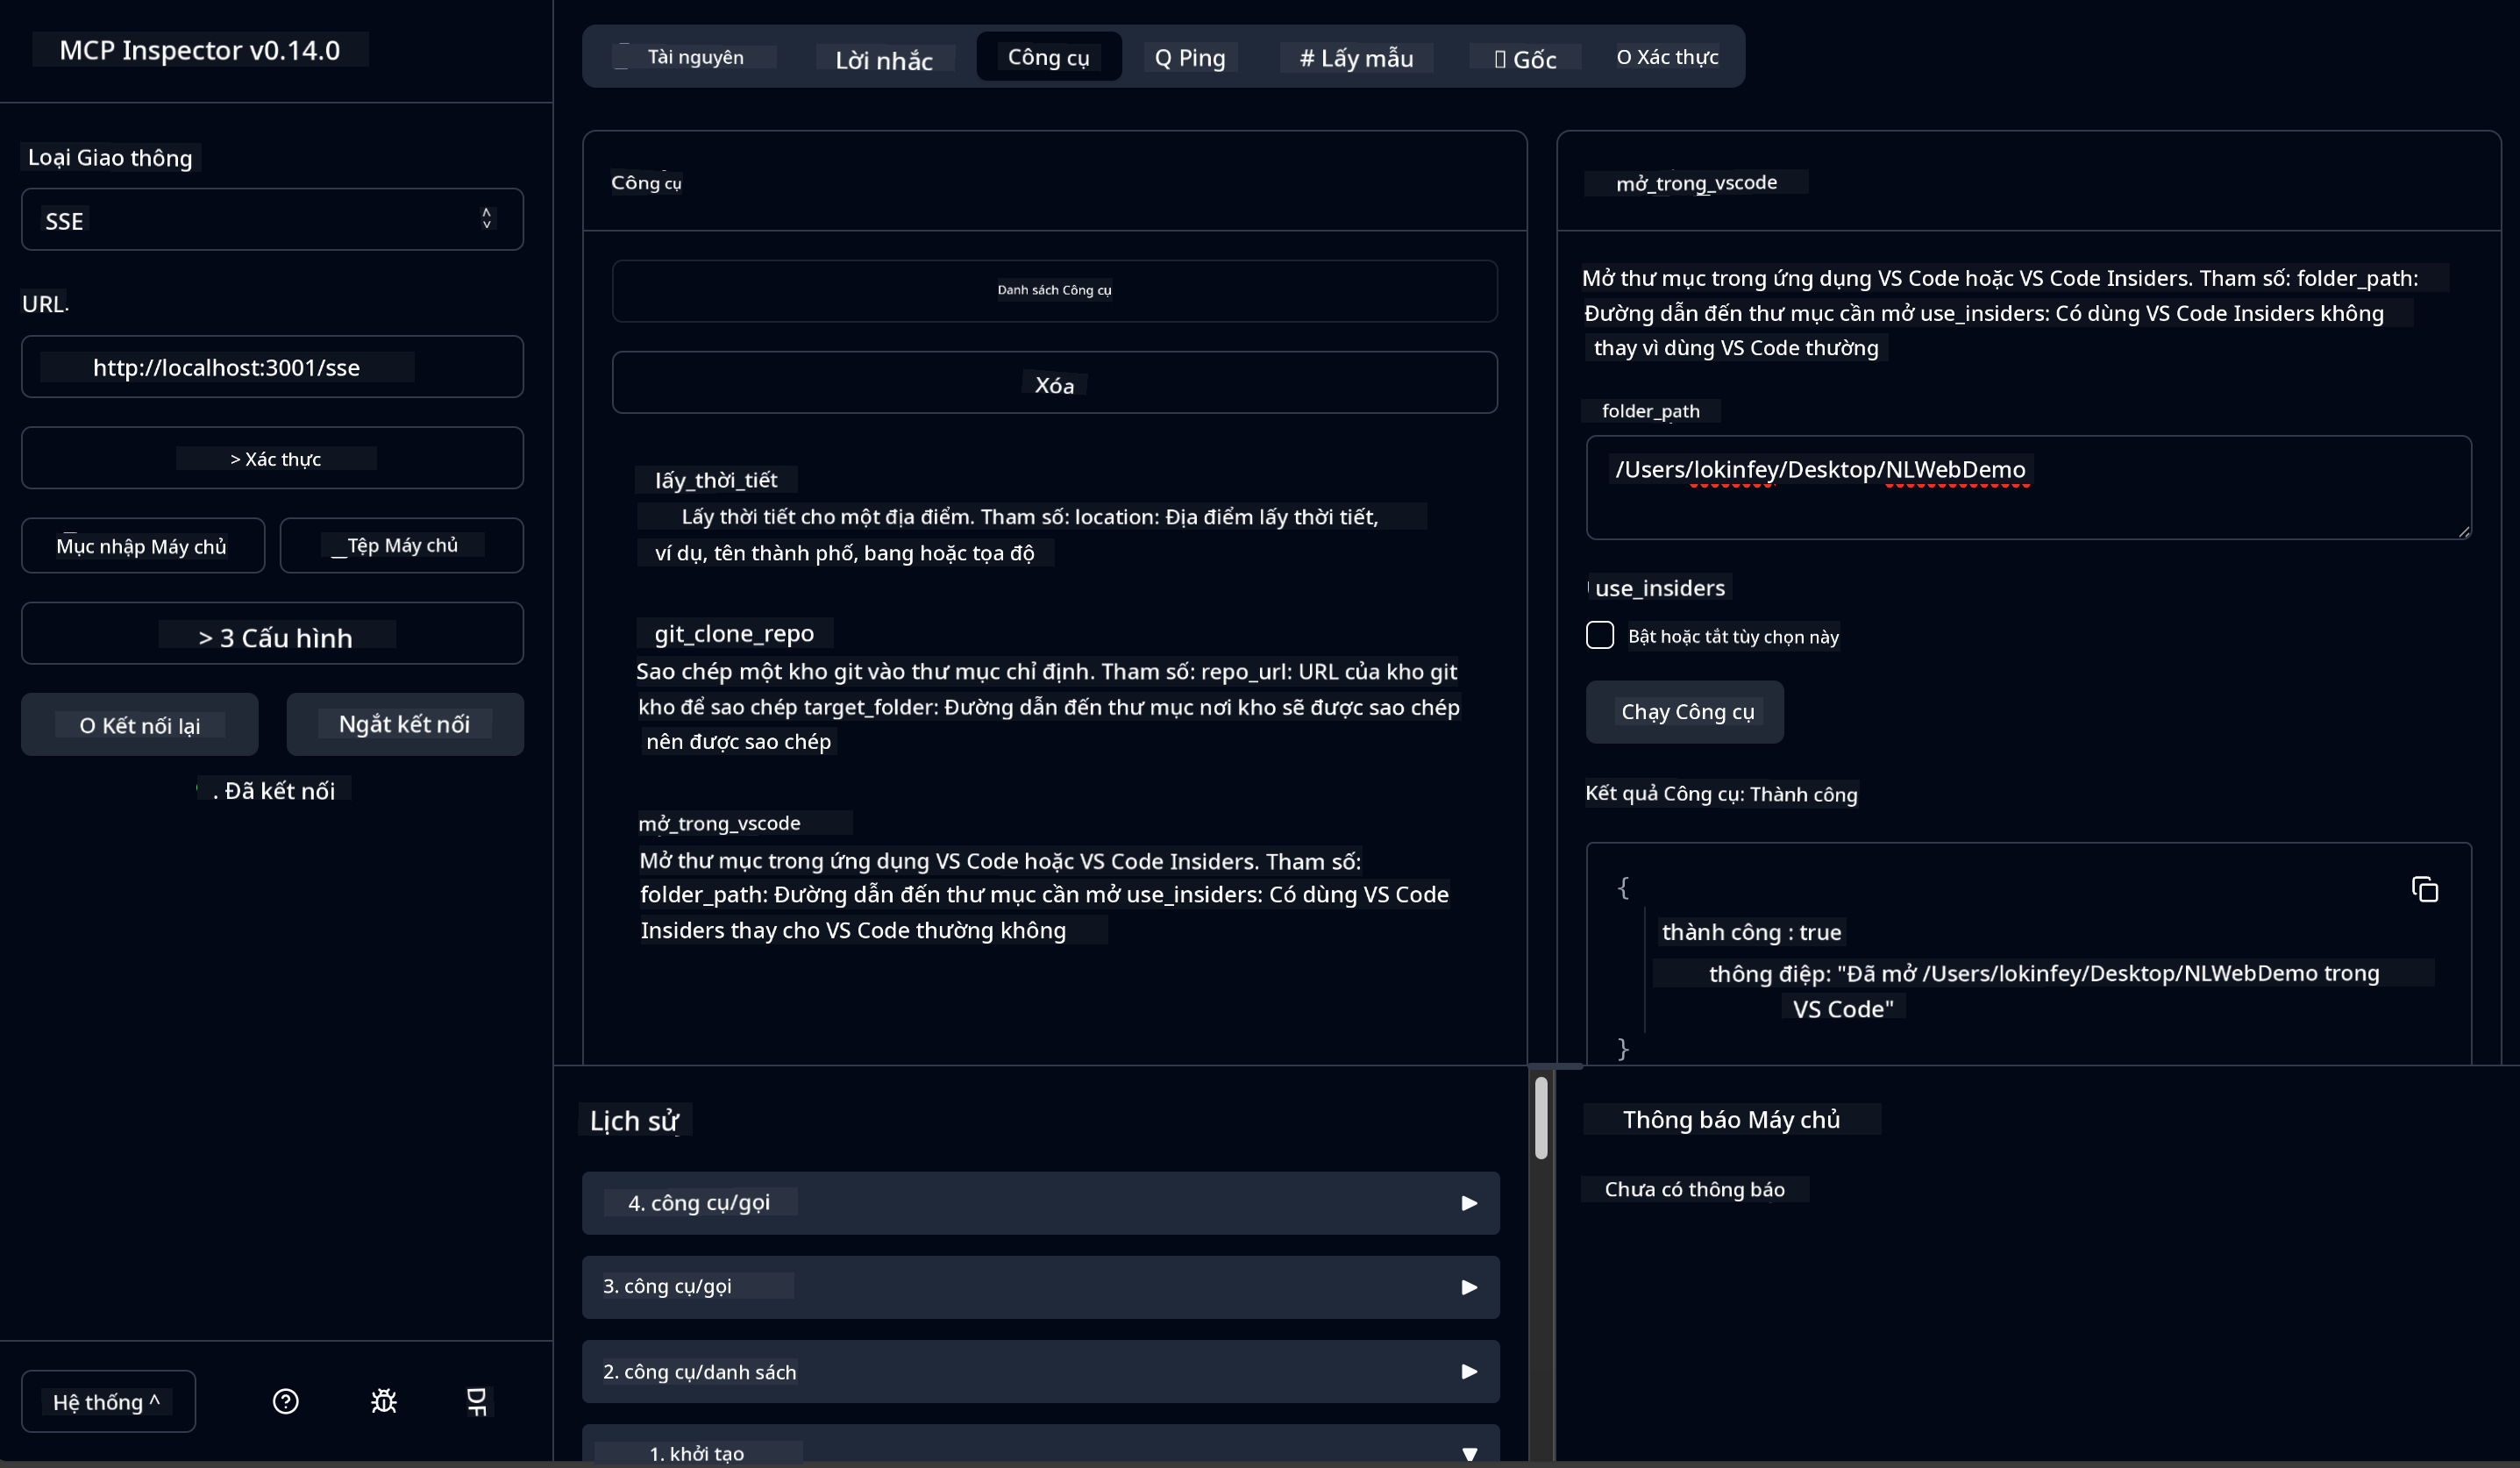 MCP Inspector v0.14.0
Loại Giao thông
SSE
URL.
http://localhost:3001/sse
> Xác thực
Mục nhập Máy chủ
Tệp Máy chủ
> 3 Cấu hình
O Kết nối lại
Ngắt kết nối
. Đã kết nối
Hệ thống ^
DF
Tài nguyên
Lời nhắc
Công cụ
Q Ping
# Lấy mẫu
Gốc
O Xác thực
Công cụ
Danh sách Công cụ
Xóa
lấy_thời_tiết
Lấy thời tiết cho một địa điểm. Tham số: location: Địa điểm lấy thời tiết,
ví dụ, tên thành phố, bang hoặc tọa độ
git_clone_repo
Sao chép một kho git vào thư mục chỉ định. Tham số: repo_url: URL của kho git
kho để sao chép target_folder: Đường dẫn đến thư mục nơi kho sẽ được sao chép
nên được sao chép
mở_trong_vscode
Mở thư mục trong ứng dụng VS Code hoặc VS Code Insiders. Tham số:
folder_path: Đường dẫn đến thư mục cần mở use_insiders: Có dùng VS Code
Insiders thay cho VS Code thường không
mở_trong_vscode
Mở thư mục trong ứng dụng VS Code hoặc VS Code Insiders. Tham số: folder_path:
Đường dẫn đến thư mục cần mở use_insiders: Có dùng VS Code Insiders không
thay vì dùng VS Code thường
folder_path
/Users/lokinfey/Desktop/NLWebDemo
use_insiders
Bật hoặc tắt tùy chọn này
Chạy Công cụ
Kết quả Công cụ: Thành công
{
thành công : true
thông điệp: "Đã mở /Users/lokinfey/Desktop/NLWebDemo trong
VS Code"
}
Lịch sử
4. công cụ/gọi
3. công cụ/gọi
2. công cụ/danh sách
1. khởi tạo
Thông báo Máy chủ
Chưa có thông báo